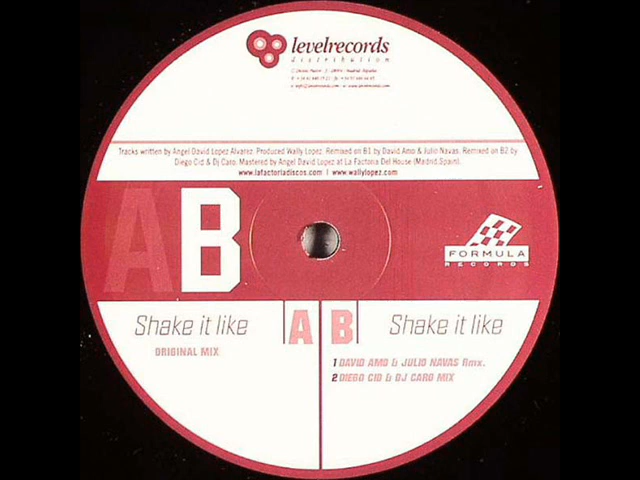 levelrecords
distribution
Tracks written by Angel David Lopez Alvarez. Produced Wally Lopez. Remixed on B1 by David Amo & Julio Navas. Remixed on B2 by
Diego Cid & Dj Caro. Mastered by Angel David Lopez at La Factoria Del House (Madrid.Spain).
www.lafactoriadiscos.com | www.wallylopez.com
AB
FORMULA
RECORDS
Shake it like
A B
Shake it like
ORIGINAL MIX
1 DAVID AMO & JULIO NAVAS Rmx.
2 DIEGO CID & DJ CARO MIX